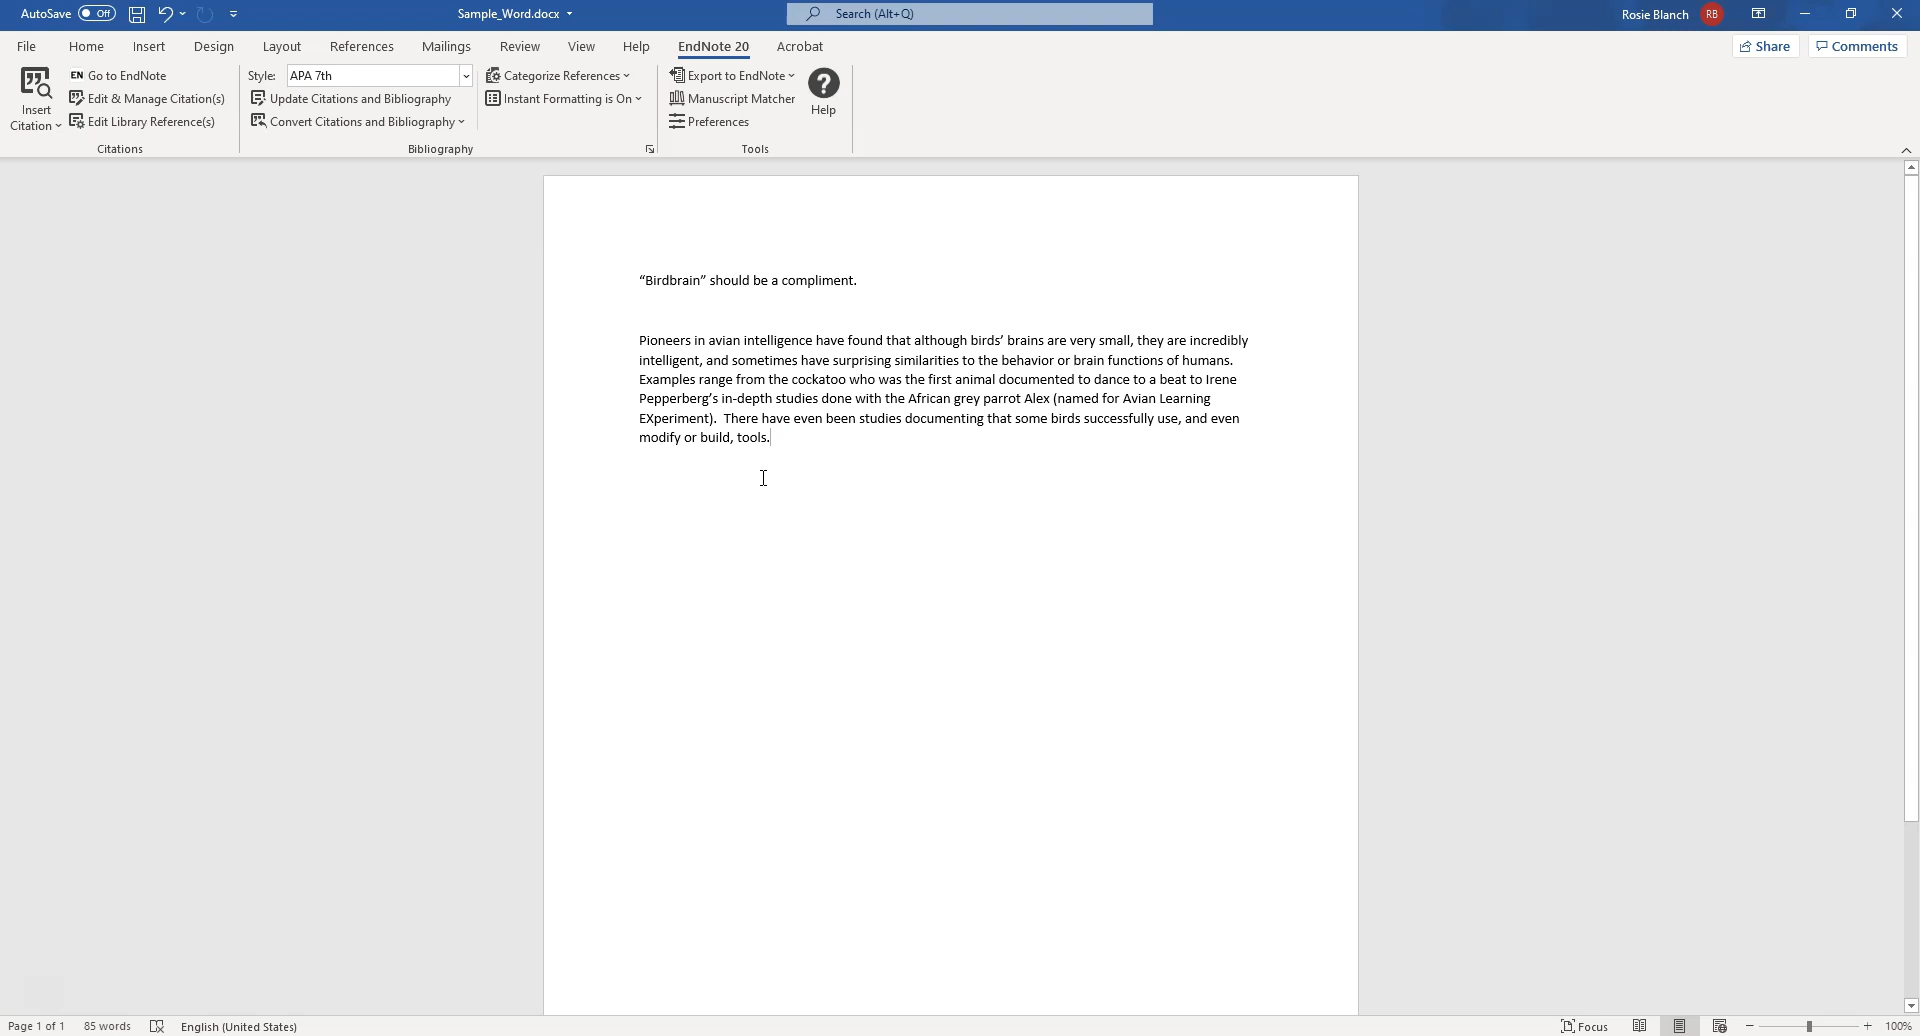 AutoSave Off Sample_Word.docx Search (Alt+Q) Rosie Blanch RB
File Home Insert Design Layout References Mailings Review View Help EndNote 20 Acrobat Share Comments
Insert Citation
EN Go to EndNote
Edit & Manage Citation(s)
Edit Library Reference(s)
Citations
Style: APA 7th
Update Citations and Bibliography
Convert Citations and Bibliography
Categorize References
Instant Formatting is On
Bibliography
Export to EndNote
Manuscript Matcher
Preferences
Help
Tools
“Birdbrain” should be a compliment.
Pioneers in avian intelligence have found that although birds’ brains are very small, they are incredibly
intelligent, and sometimes have surprising similarities to the behavior or brain functions of humans.
Examples range from the cockatoo who was the first animal documented to dance to a beat to Irene
Pepperberg’s in-depth studies done with the African grey parrot Alex (named for Avian Learning
EXperiment).  There have even been studies documenting that some birds successfully use, and even
modify or build, tools.
Page 1 of 1 85 words English (United States) Focus 100%